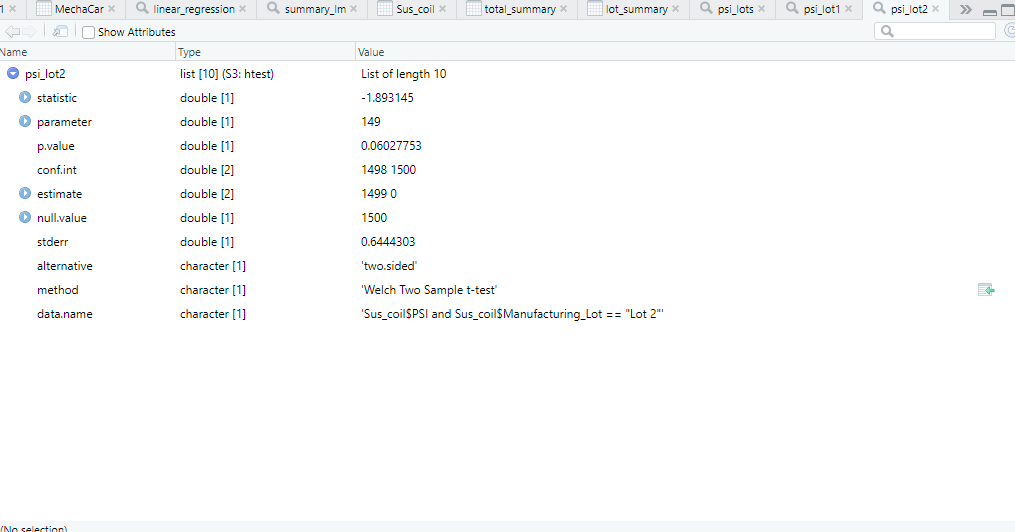 1 MechaCar linear_regression summary_lm Sus_coil total_summary lot_summary psi_lots psi_lot1 psi_lot2
Show Attributes
Name Type Value
psi_lot2 list [10] (S3: htest) List of length 10
statistic double [1] -1.893145
parameter double [1] 149
p.value double [1] 0.06027753
conf.int double [2] 1498 1500
estimate double [2] 1499 0
null.value double [1] 1500
stderr double [1] 0.6444303
alternative character [1] 'two.sided'
method character [1] 'Welch Two Sample t-test'
data.name character [1] 'Sus_coil$PSI and Sus_coil$Manufacturing_Lot == "Lot 2"'
(No selection)